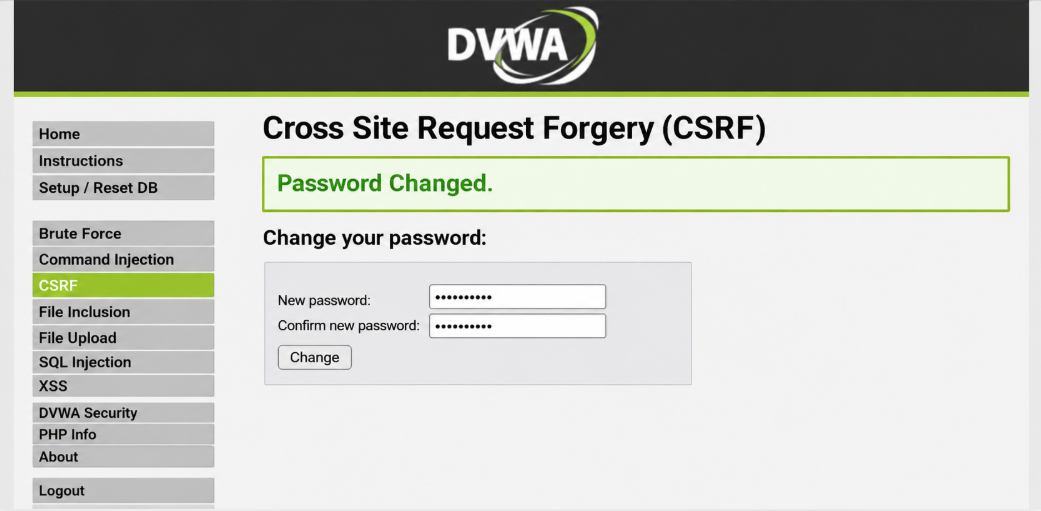 DVWA
Home
Instructions
Setup / Reset DB
Brute Force
Command Injection
CSRF
File Inclusion
File Upload
SQL Injection
XSS
DVWA Security
PHP Info
About
Logout
Cross Site Request Forgery (CSRF)
Password Changed.
Change your password:
New password: ••••••••••
Confirm new password: ••••••••••
Change